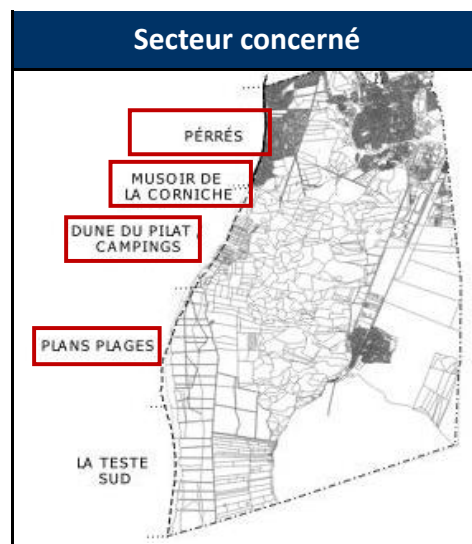 Secteur concerné
PÉRRÉS
MUSOIR DE
LA CORNICHE
DUNE DU PILAT
CAMPINGS
PLANS PLAGES
LA TESTE
SUD